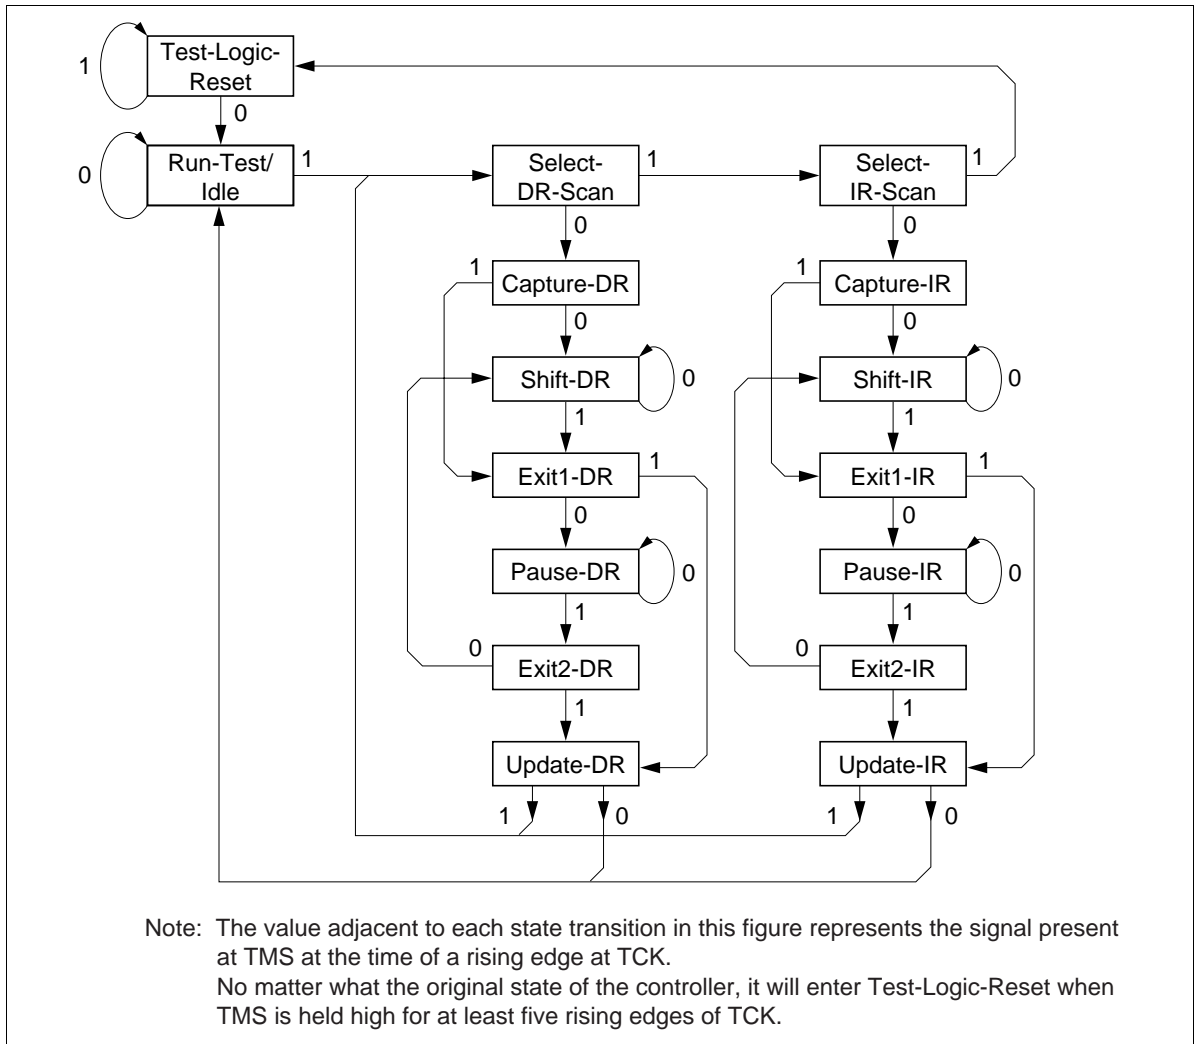 Test-Logic-
Reset
1
0
Run-Test/
Idle
0
1
Select-
DR-Scan
1
Select-
IR-Scan
1
0
0
1
Capture-DR
1
Capture-IR
0
0
Shift-DR
0
Shift-IR
0
1
1
Exit1-DR
1
Exit1-IR
1
0
0
Pause-DR
0
Pause-IR
0
1
1
0
Exit2-DR
0
Exit2-IR
1
1
Update-DR
Update-IR
1
0
1
0
Note: The value adjacent to each state transition in this figure represents the signal present
at TMS at the time of a rising edge at TCK.
No matter what the original state of the controller, it will enter Test-Logic-Reset when
TMS is held high for at least five rising edges of TCK.